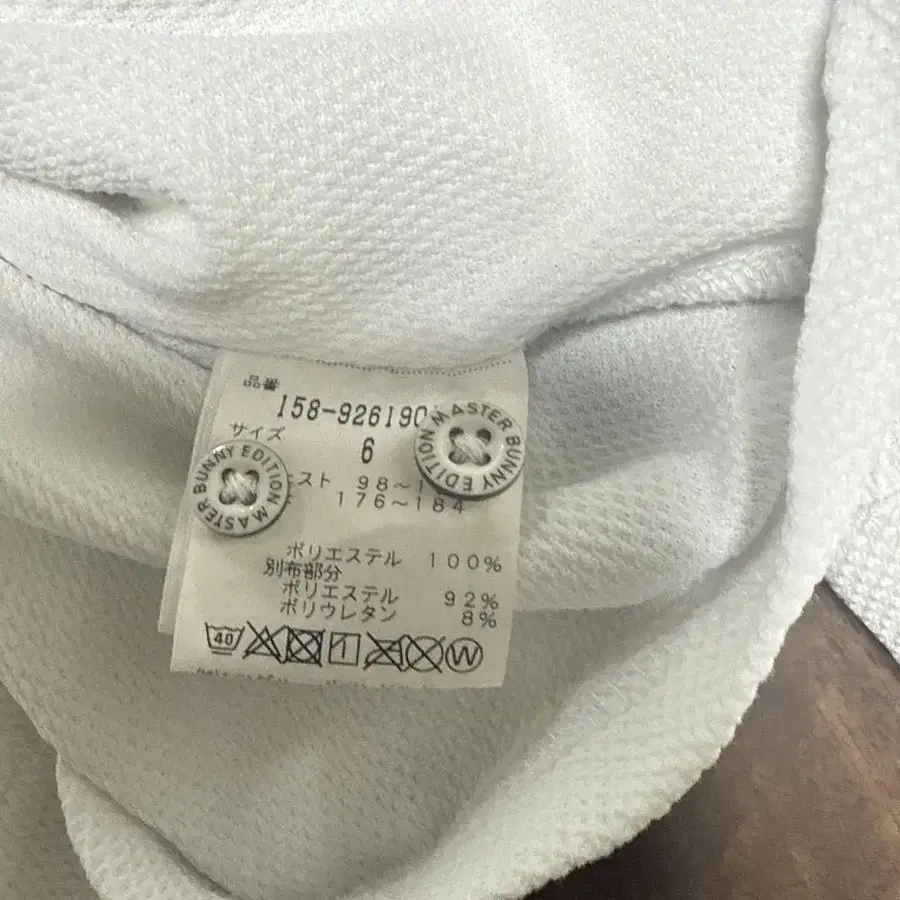 品番
158-926190
サイズ
6
スト 98~1
176~184
ポリエステル 100%
別布部分
ポリエステル 92%
ポリウレタン 8%
40
W
MASTER BUNNY EDITION
MASTER BUNNY EDITION